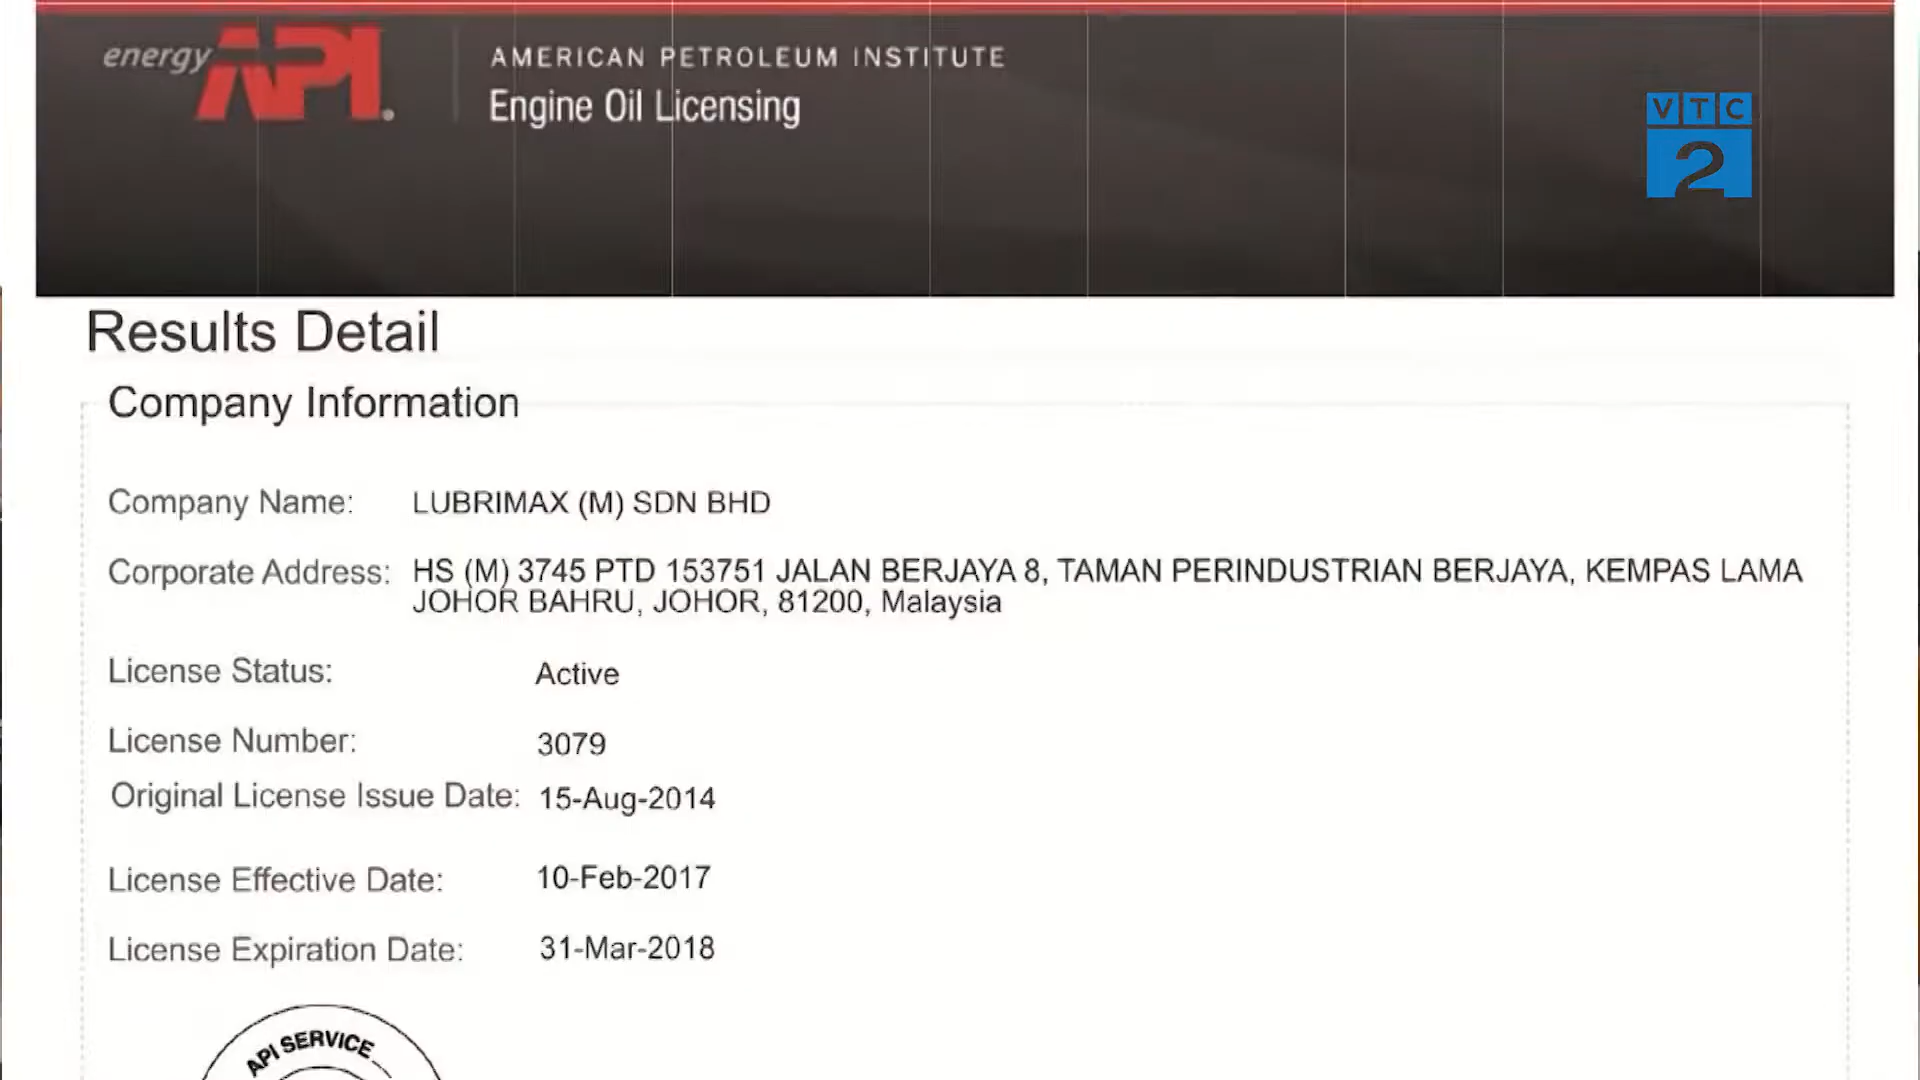 energy API®
AMERICAN PETROLEUM INSTITUTE
Engine Oil Licensing
VTC
2
Results Detail
Company Information
Company Name: LUBRIMAX (M) SDN BHD
Corporate Address: HS (M) 3745 PTD 153751 JALAN BERJAYA 8, TAMAN PERINDUSTRIAN BERJAYA, KEMPAS LAMA
JOHOR BAHRU, JOHOR, 81200, Malaysia
License Status: Active
License Number: 3079
Original License Issue Date: 15-Aug-2014
License Effective Date: 10-Feb-2017
License Expiration Date: 31-Mar-2018
API SERVICE